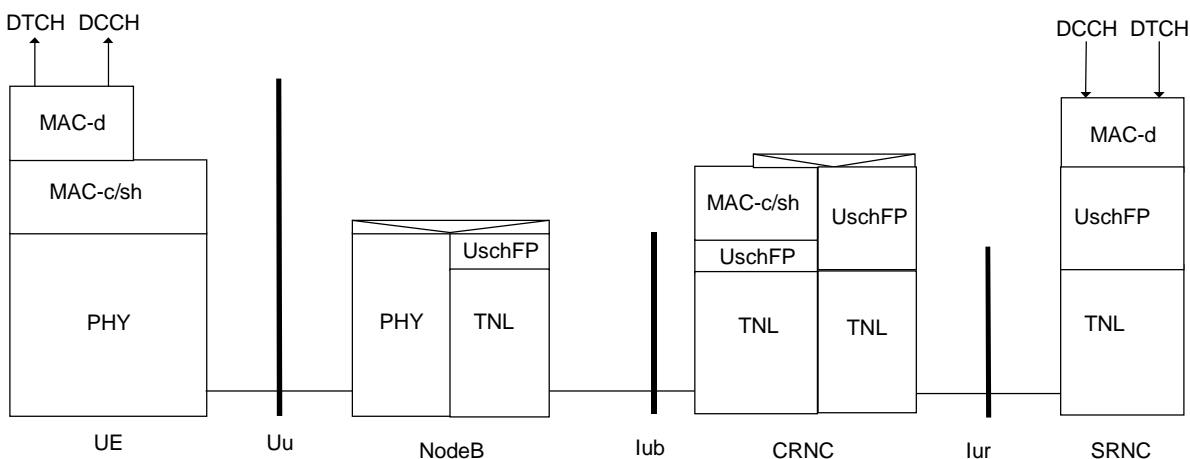 DTCH DCCH
DCCH DTCH
MAC-d
MAC-d
MAC-c/sh
MAC-c/sh
UschFP
UschFP
UschFP
UschFP
PHY
PHY
TNL
TNL
TNL
TNL
UE
Uu
NodeB
Iub
CRNC
Iur
SRNC